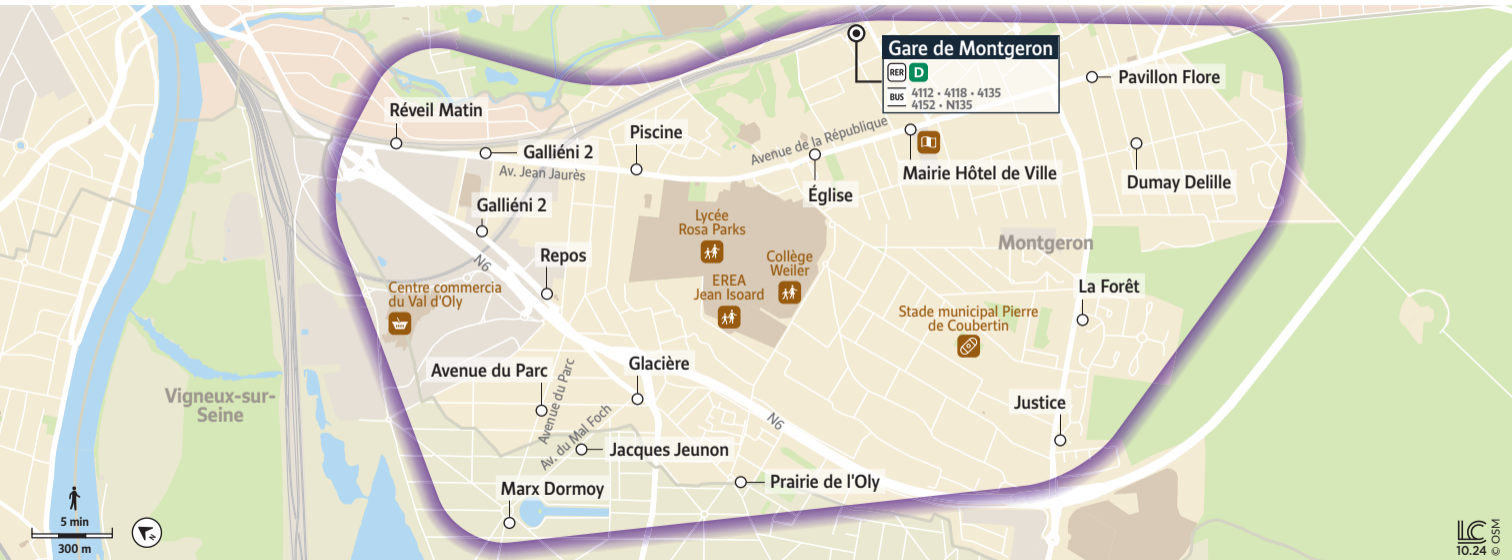 Gare de Montgeron
RER D
BUS 4112 • 4118 • 4135
4152 • N135
Pavillon Flore
Réveil Matin
Galliéni 2
Piscine
Avenue de la République
Av. Jean Jaurès
Mairie Hôtel de Ville
Dumay Delille
Église
Galliéni 2
Lycée
Rosa Parks
Montgeron
Repos
N6
Collège
Weiler
EREA
Jean Isoard
Centre commercia
du Val d'Oly
La Forêt
Stade municipal Pierre
de Coubertin
Glacière
Avenue du Parc
Avenue du Parc
Vigneux-sur-
Seine
Justice
Av. du Mal Foch
N6
Jacques Jeunon
Prairie de l'Oly
Marx Dormoy
5 min
300 m
N
LC
10.24
© OSM